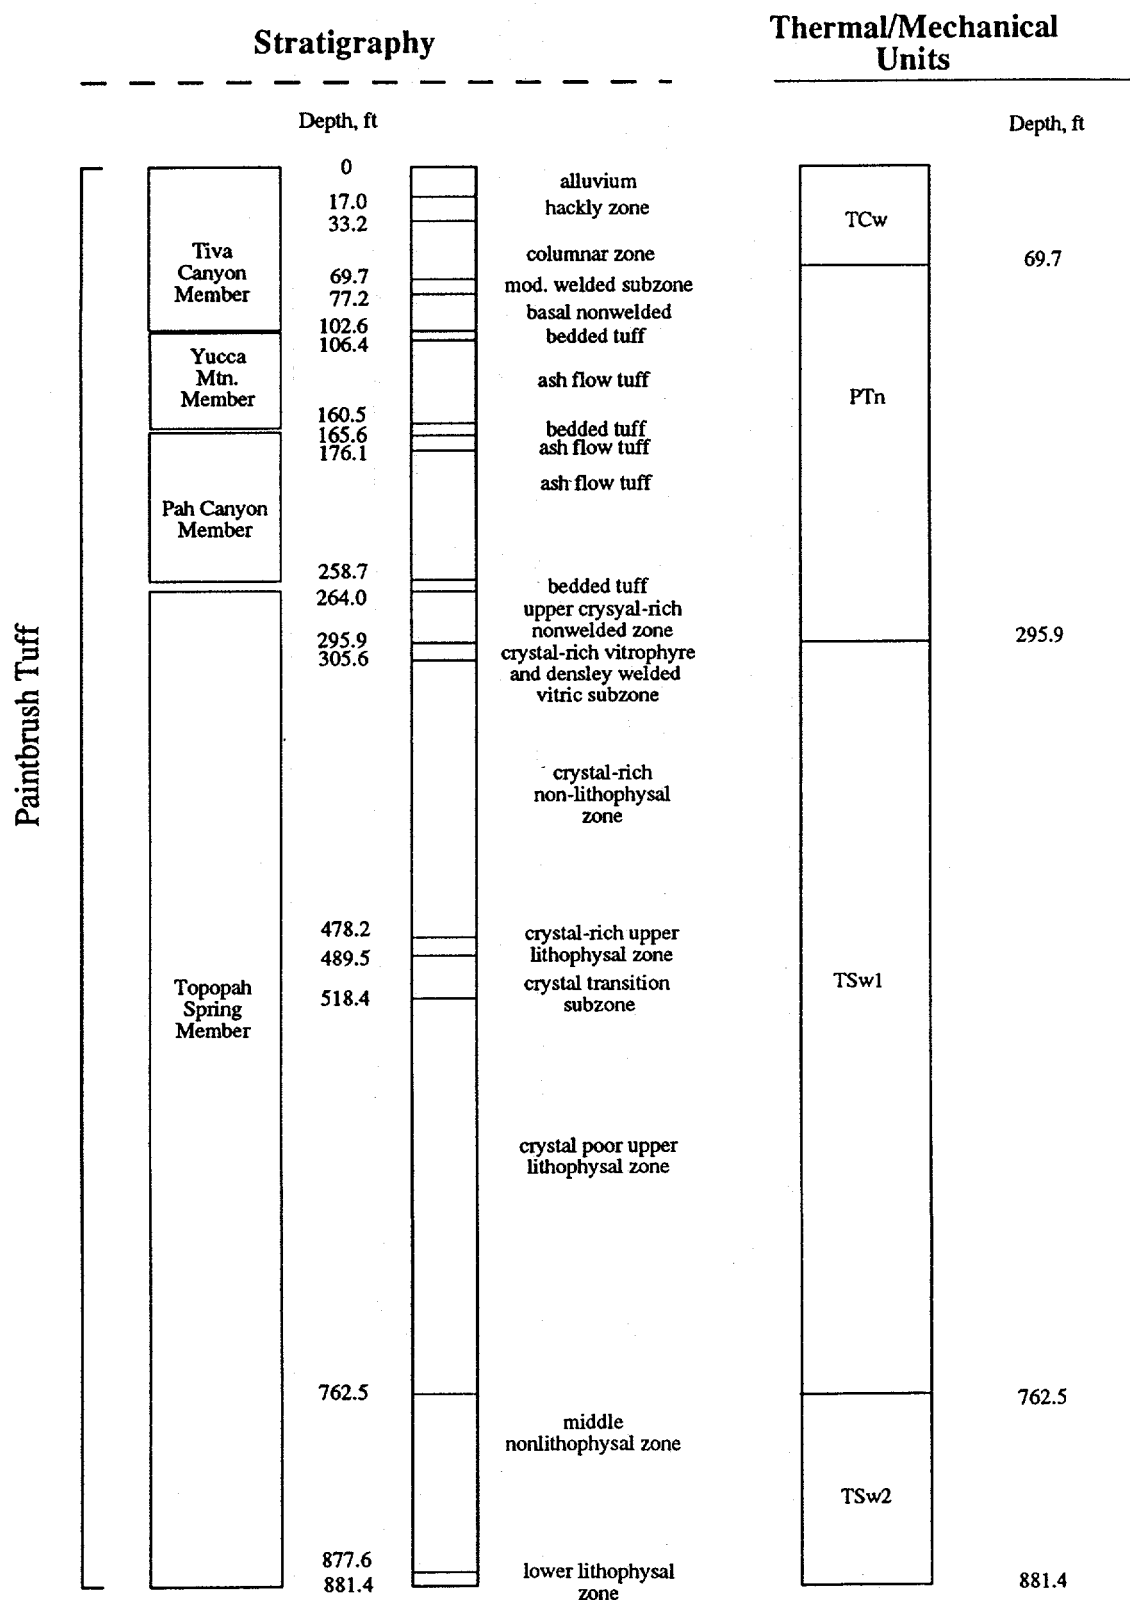 Stratigraphy
Thermal/Mechanical
Units
Depth, ft
Depth, ft
Paintbrush Tuff
Tiva
Canyon
Member
Yucca
Mtn.
Member
Pah Canyon
Member
Topopah
Spring
Member
0
17.0
33.2
69.7
77.2
102.6
106.4
160.5
165.6
176.1
258.7
264.0
295.9
305.6
478.2
489.5
518.4
762.5
877.6
881.4
alluvium
hackly zone
columnar zone
mod. welded subzone
basal nonwelded
bedded tuff
ash flow tuff
bedded tuff
ash flow tuff
ash flow tuff
bedded tuff
upper crysyal-rich
nonwelded zone
crystal-rich vitrophyre
and densley welded
vitric subzone
crystal-rich
non-lithophysal
zone
crystal-rich upper
lithophysal zone
crystal transition
subzone
crystal poor upper
lithophysal zone
middle
nonlithophysal zone
lower lithophysal
zone
TCw
PTn
TSw1
TSw2
69.7
295.9
762.5
881.4